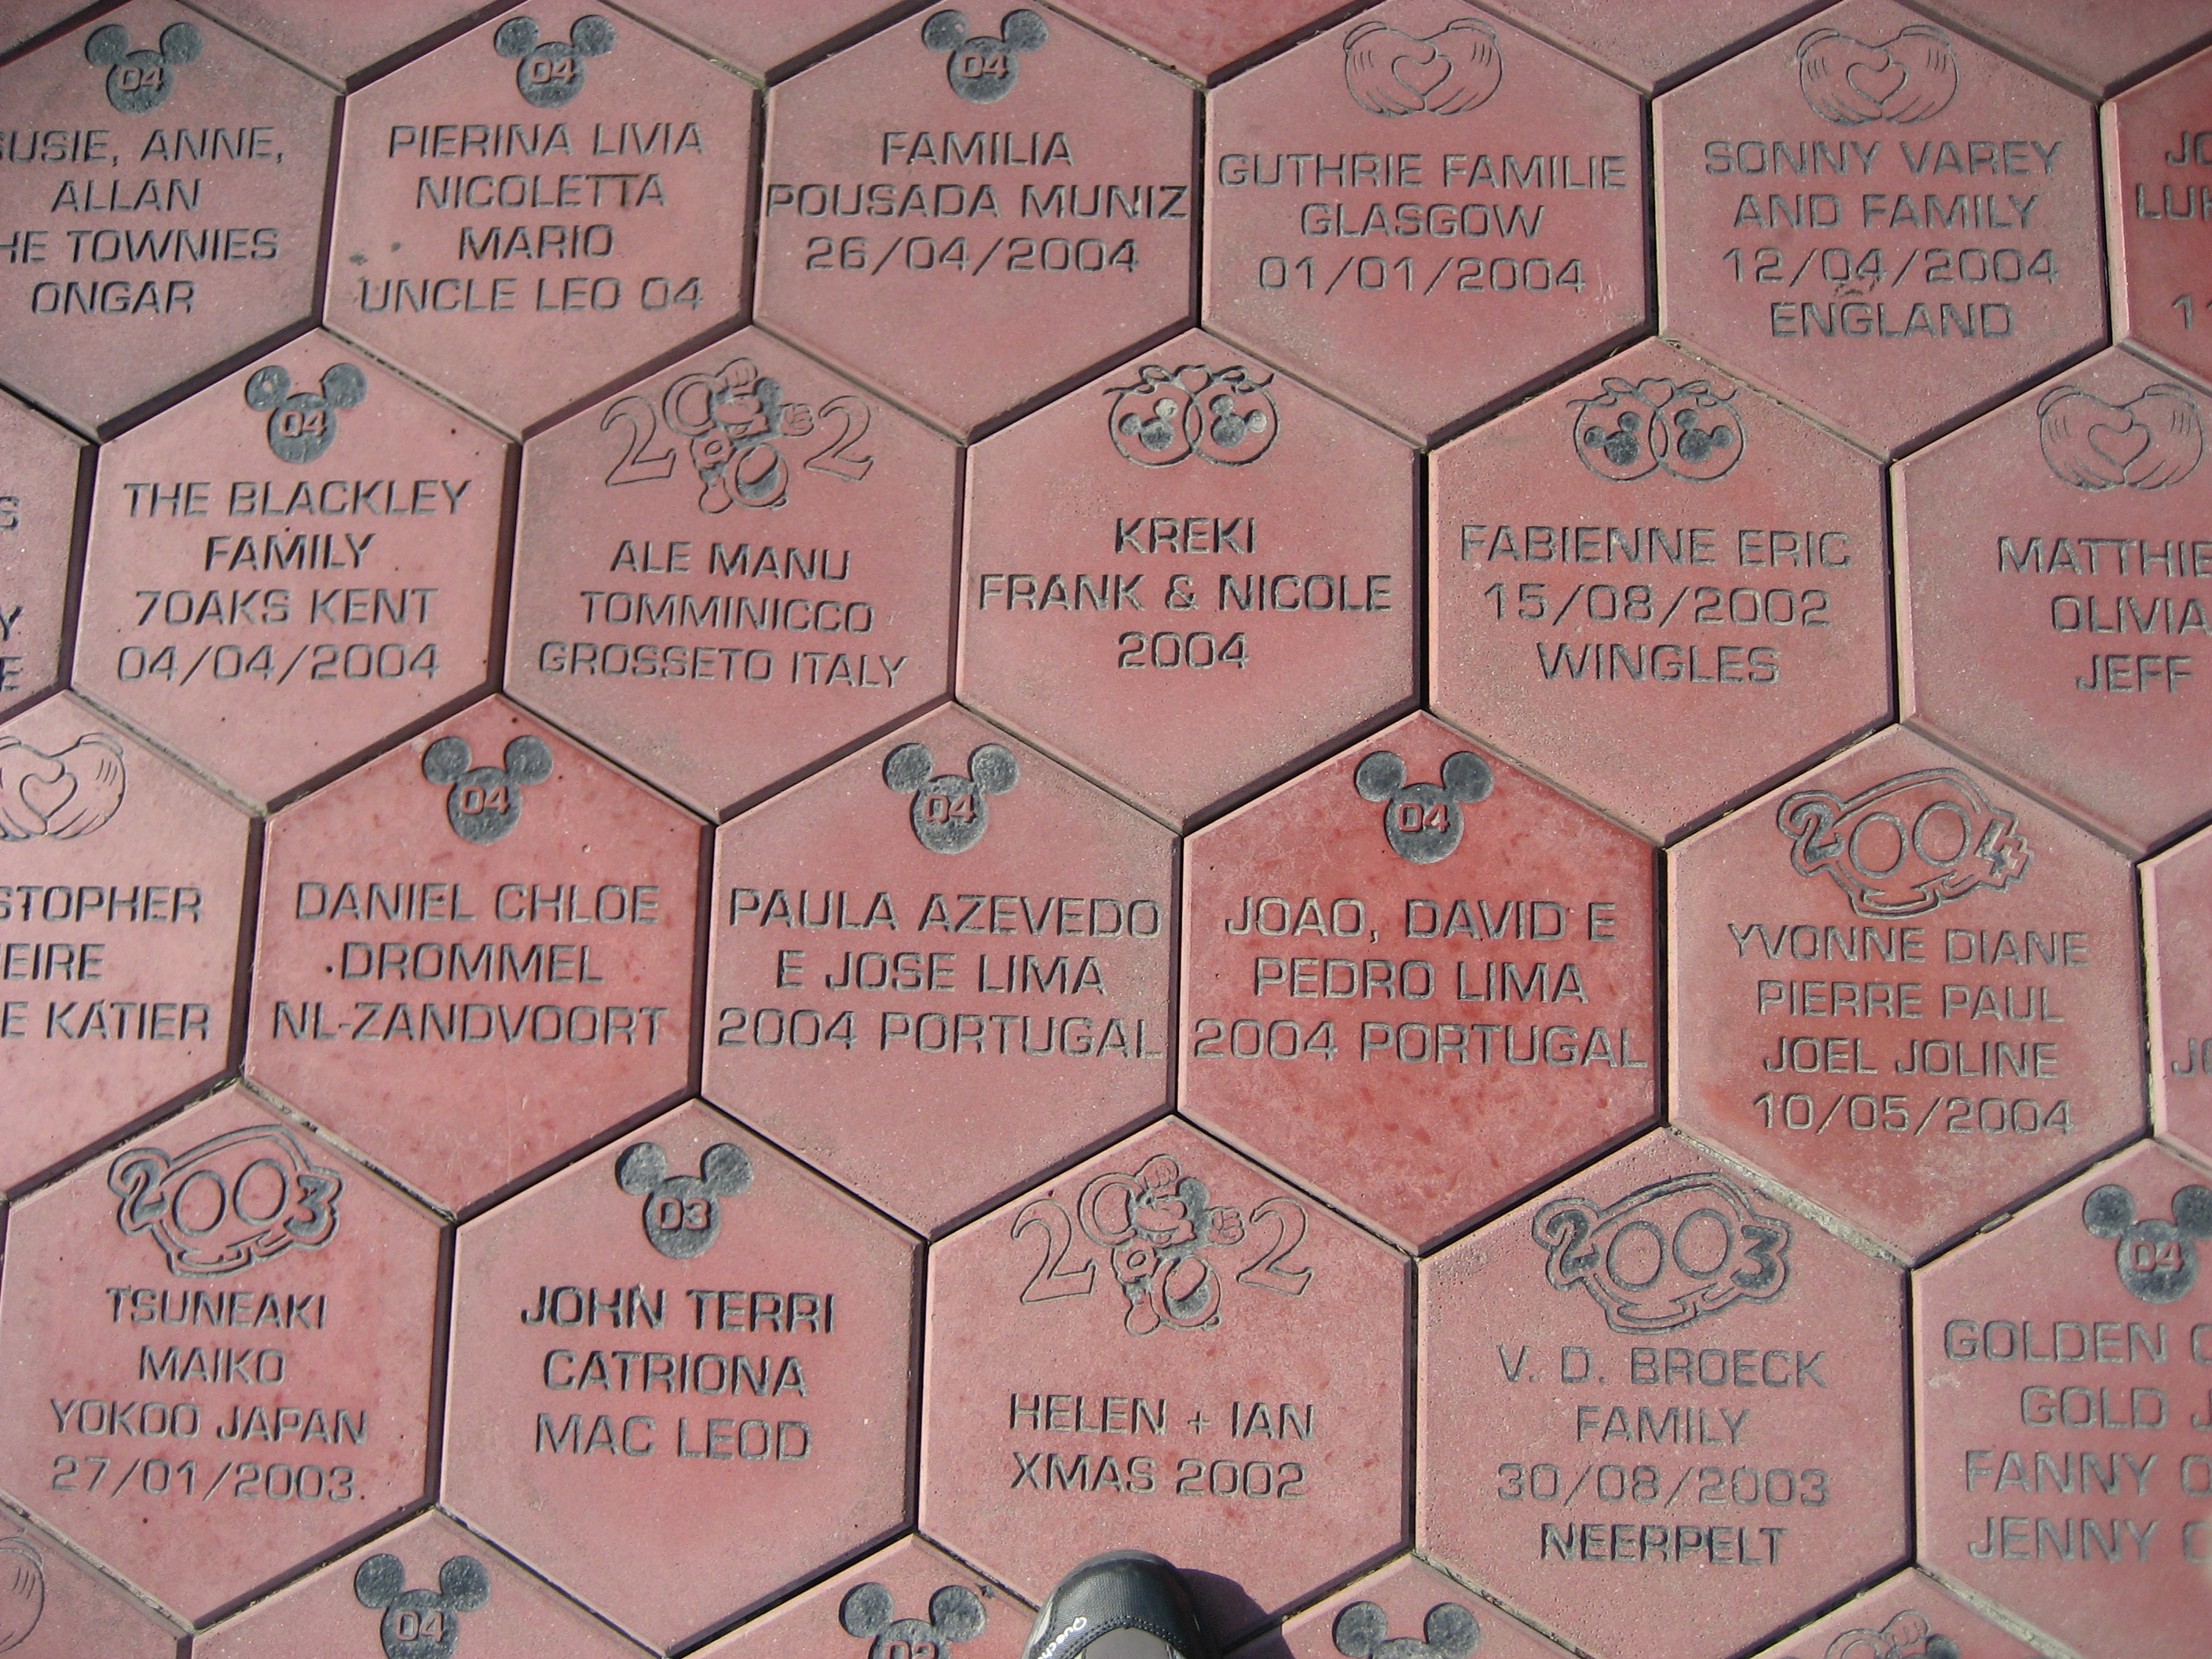 04
ANNE,
ALLAN
TOWNIES
ONGAR
04
PIERINA LIVIA
NICOLETTA
MARIO
UNCLE LEO 04
04
FAMILIA
POUSADA MUNIZ
26/04/2004
GUTHRIE FAMILIE
GLASGOW
01/01/2004
SONNY VAREY
AND FAMILY
12/04/2004
ENGLAND
04
THE BLACKLEY
FAMILY
7OAKS KENT
04/04/2004
2002
ALE MANU
TOMMINICCO
GROSSETO ITALY
KREKI
FRANK & NICOLE
2004
FABIENNE ERIC
15/08/2002
WINGLES
OLIVIA
JEFF
KATIER
04
DANIEL CHLOE
DROMMEL
NL-ZANDVOORT
04
PAULA AZEVEDO
E JOSE LIMA
2004 PORTUGAL
04
JOAO, DAVID E
PEDRO LIMA
2004 PORTUGAL
2004
YVONNE DIANE
PIERRE PAUL
JOEL JOLINE
10/05/2004
2003
TSUNEAKI
MAIKO
YOKOO JAPAN
27/01/2003
03
JOHN TERRI
CATRIONA
MAC LEOD
2002
HELEN + IAN
XMAS 2002
2003
V. D. BROECK
FAMILY
30/08/2003
NEERPELT
04
GOLDEN
GOLD
FANNY
JENNY
04